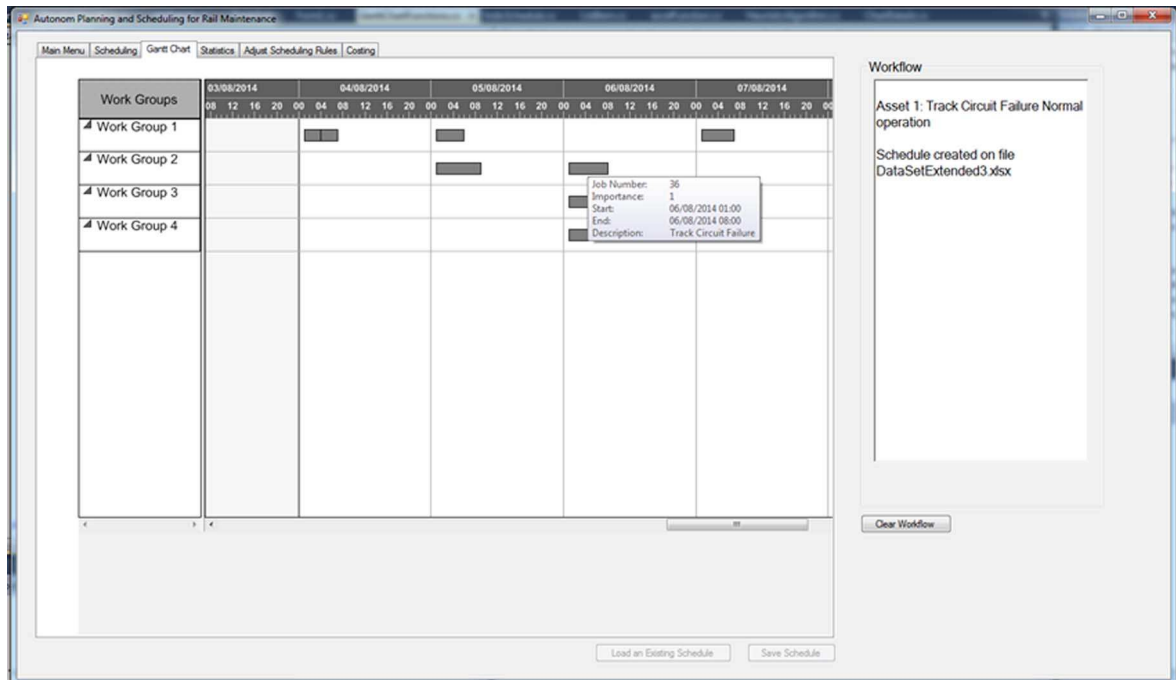 Autonom Planning and Scheduling for Rail Maintenance
Main Menu Scheduling Gantt Chart Statistics Adjust Scheduling Rules Costing
Work Groups
03/08/2014 04/08/2014 05/08/2014 06/08/2014 07/08/2014
08 12 16 20 00 04 08 12 16 20 00 04 08 12 16 20 00 04 08 12 16 20 00 04 08 12 16 20 00
Work Group 1
Work Group 2
Work Group 3
Work Group 4
Job Number: 36
Importance: 1
Start: 06/08/2014 01:00
End: 06/08/2014 08:00
Description: Track Circuit Failure
Workflow
Asset 1: Track Circuit Failure Normal
operation
Schedule created on file
DataSetExtended3.xlsx
Clear Workflow
Load an Existing Schedule Save Schedule